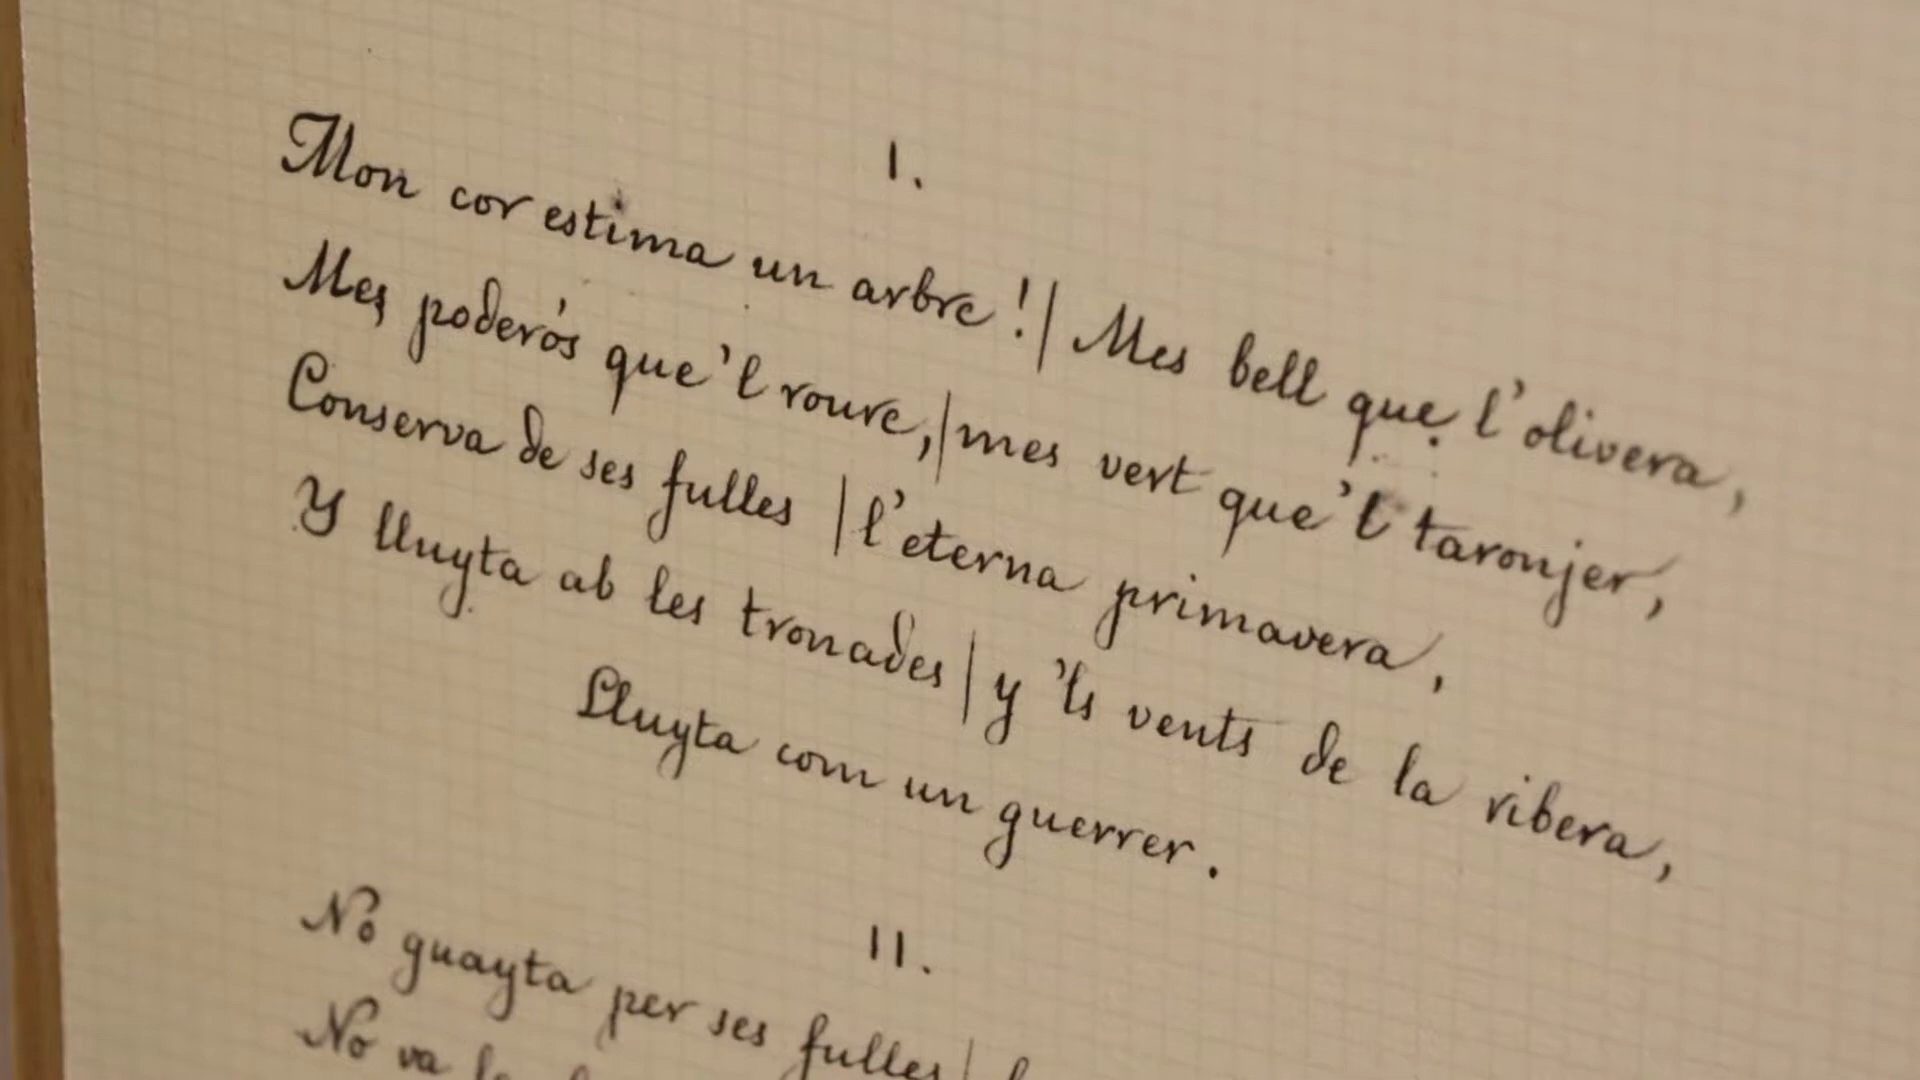 I.
Mon cor estima un arbre! | Mes bell que l'olivera,
Mes poderós que'l roure, | mes vert que'l taronjer,
Conserva de ses fulles | l'eterna primavera,
Y lluyta ab les tronades | y 'ls vents de la ribera,
Lluyta com un guerrer.
II.
No guayta per ses fulles |
No va